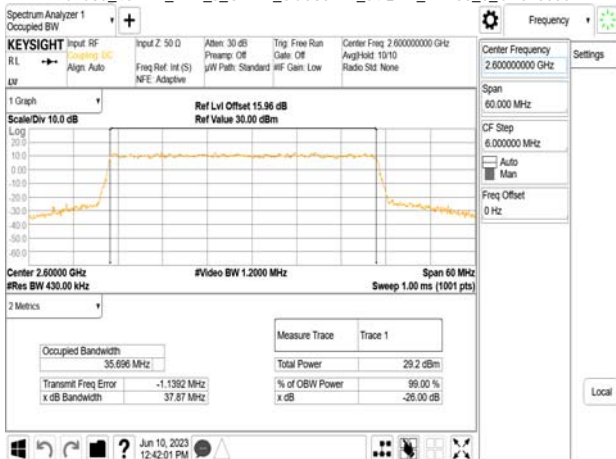 Spectrum Analyzer 1
Occupied BW
Frequency
KEYSIGHT
RL
Input: RF
Coupling: DC
Align: Auto
Input Z: 50 Ω
Freq Ref: Int (S)
NFE: Adaptive
Atten: 30 dB
Preamp: Off
µW Path: Standard
Trig: Free Run
Gate: Off
#IF Gain: Low
Center Freq: 2.600000000 GHz
Avg|Hold: 10/10
Radio Std: None
Center Frequency
2.600000000 GHz
Settings
Span
60.000 MHz
CF Step
6.000000 MHz
Auto
Man
Freq Offset
0 Hz
Local
1 Graph
Scale/Div 10.0 dB
Ref Lvl Offset 15.96 dB
Ref Value 30.00 dBm
Log
20.0
10.0
0.00
-10.0
-20.0
-30.0
-40.0
-50.0
-60.0
Center 2.60000 GHz
#Res BW 430.00 kHz
#Video BW 1.2000 MHz
Span 60 MHz
Sweep 1.00 ms (1001 pts)
2 Metrics
Occupied Bandwidth
35.696 MHz
Transmit Freq Error -1.1392 MHz
x dB Bandwidth 37.87 MHz
Measure Trace Trace 1
Total Power 29.2 dBm
% of OBW Power 99.00 %
x dB -26.00 dB
?
Jun 10, 2023
12:42:01 PM